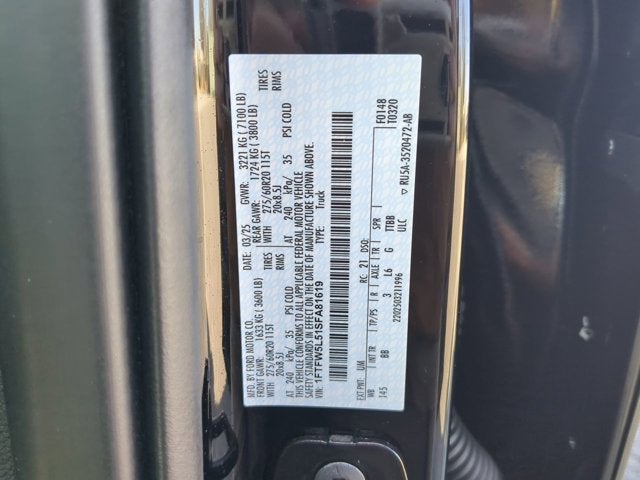 MFD. BY FORD MOTOR CO.
DATE: 03/25 GVWR: 3221 KG ( 7100 LB)
FRONT GAWR: 1633 KG ( 3600 LB) REAR GAWR: 1724 KG ( 3800 LB)
WITH 275/60R20 115T TIRES WITH 275/60R20 115T TIRES
20x8.5J RIMS 20x8.5J RIMS
AT 240 kPa/ 35 PSI COLD AT 240 kPa/ 35 PSI COLD
THIS VEHICLE CONFORMS TO ALL APPLICABLE FEDERAL MOTOR VEHICLE
SAFETY STANDARDS IN EFFECT ON THE DATE OF MANUFACTURE SHOWN ABOVE.
VIN: 1FTFW5L51SFA81619 TYPE: Truck
EXT PNT: UM RC: 21 DSO: F0148
T0320
WB INT TR TP/PS R AXLE TR SPR
145 BB 3 L6 G JTBB
ULC
22025032111996 ▽ RU5A-3520472-AB